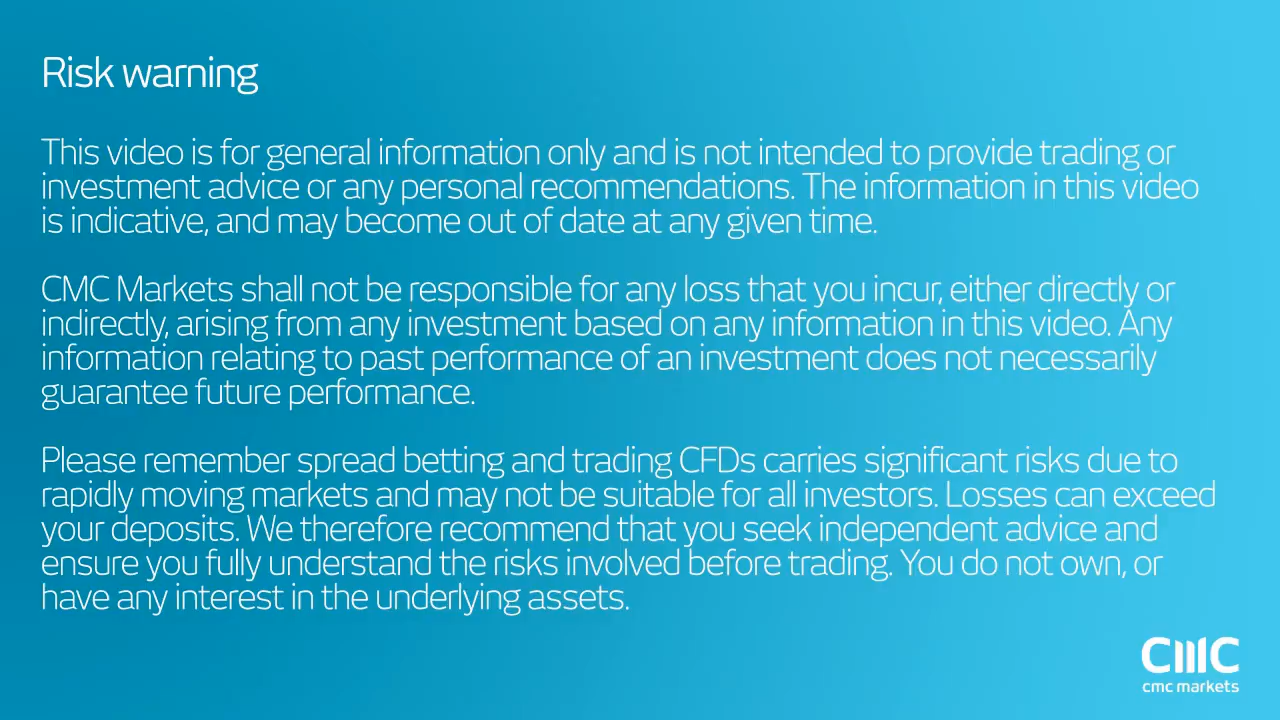 Risk warning
This video is for general information only and is not intended to provide trading or
investment advice or any personal recommendations. The information in this video
is indicative, and may become out of date at any given time.
CMC Markets shall not be responsible for any loss that you incur, either directly or
indirectly, arising from any investment based on any information in this video. Any
information relating to past performance of an investment does not necessarily
guarantee future performance.
Please remember spread betting and trading CFDs carries significant risks due to
rapidly moving markets and may not be suitable for all investors. Losses can exceed
your deposits. We therefore recommend that you seek independent advice and
ensure you fully understand the risks involved before trading. You do not own, or
have any interest in the underlying assets.
CMC
cmc markets